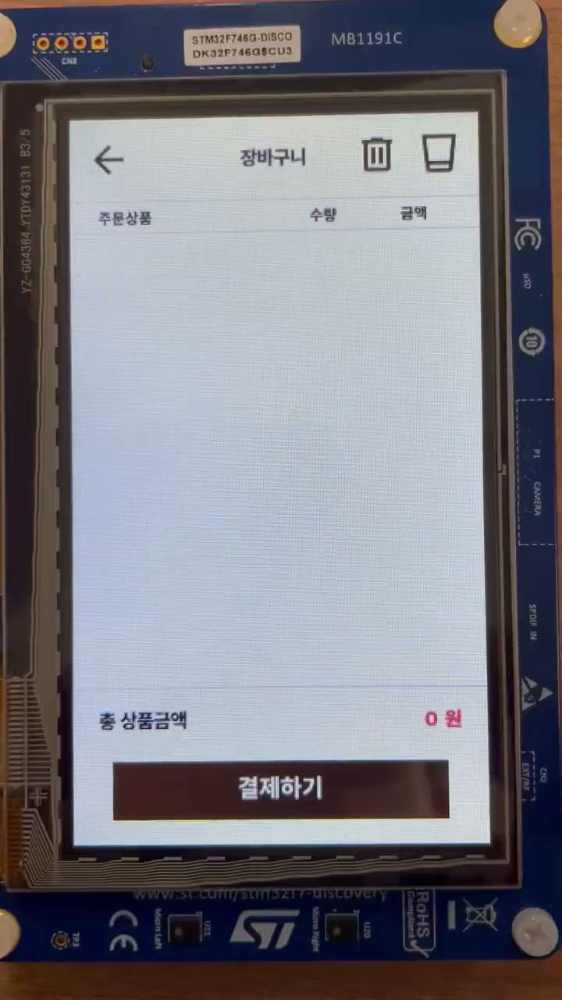 STM32F746G-DISCO
DK32F746G$CU3
MB1191C
CN8
YZ-GG4364 YTDY43131 B3/5
장바구니
주문상품
수량
금액
FC
µSD
10
P1 CAMERA
SPDIF IN
총 상품금액
0 원
결제하기
CN2
EXT/RF
www.st.com/stm32f7-discovery
TP3
CE
Micro Left
U21
ST
Micro Right
U20
RoHS
Compliant